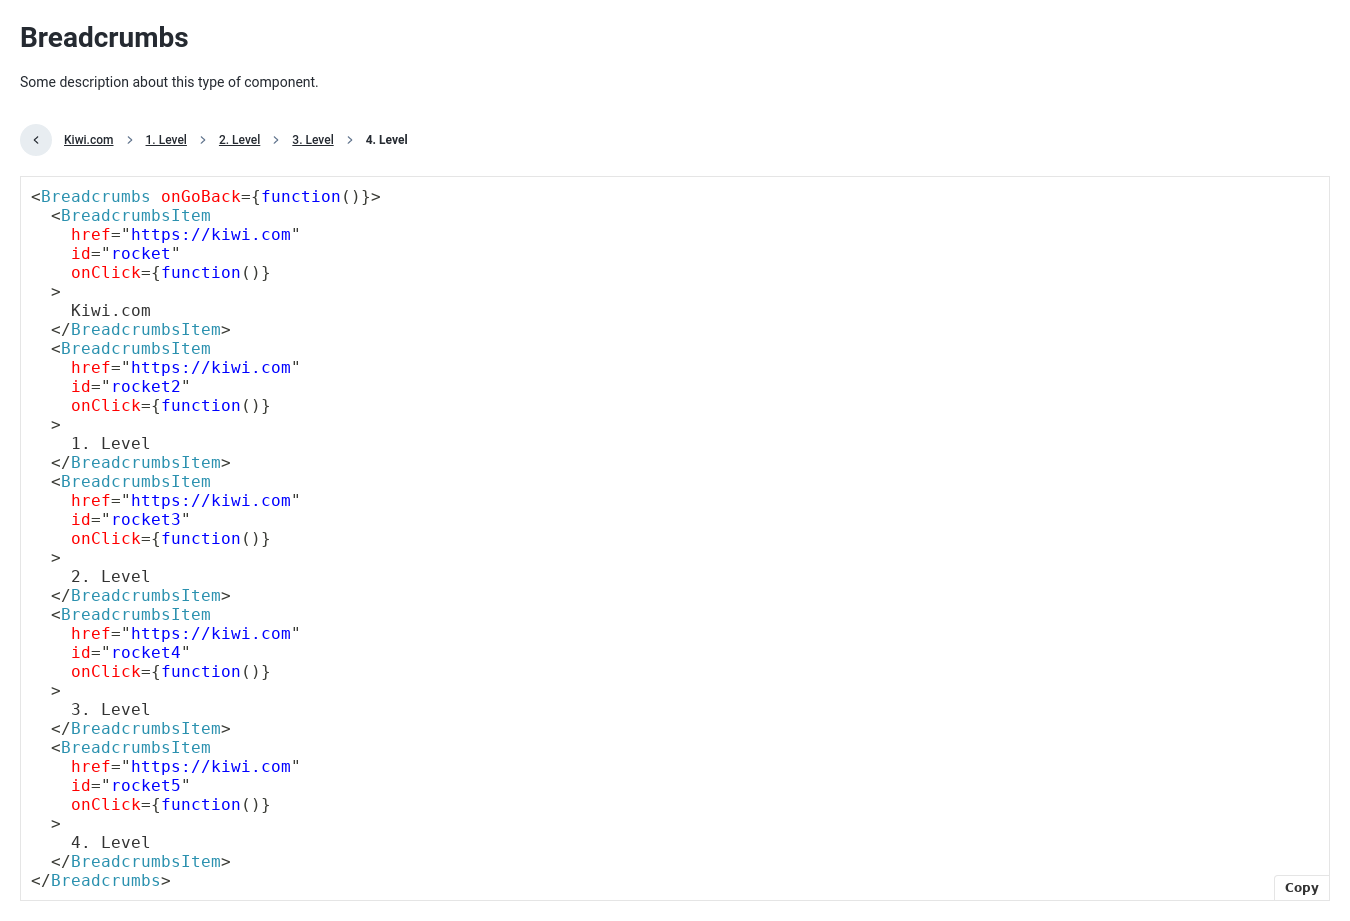 Breadcrumbs
Some description about this type of component.
Kiwi.com 1. Level 2. Level 3. Level 4. Level
<Breadcrumbs onGoBack={function()}>
  <BreadcrumbsItem
    href="https://kiwi.com"
    id="rocket"
    onClick={function()}
  >
    Kiwi.com
  </BreadcrumbsItem>
  <BreadcrumbsItem
    href="https://kiwi.com"
    id="rocket2"
    onClick={function()}
  >
    1. Level
  </BreadcrumbsItem>
  <BreadcrumbsItem
    href="https://kiwi.com"
    id="rocket3"
    onClick={function()}
  >
    2. Level
  </BreadcrumbsItem>
  <BreadcrumbsItem
    href="https://kiwi.com"
    id="rocket4"
    onClick={function()}
  >
    3. Level
  </BreadcrumbsItem>
  <BreadcrumbsItem
    href="https://kiwi.com"
    id="rocket5"
    onClick={function()}
  >
    4. Level
  </BreadcrumbsItem>
</Breadcrumbs>
Copy